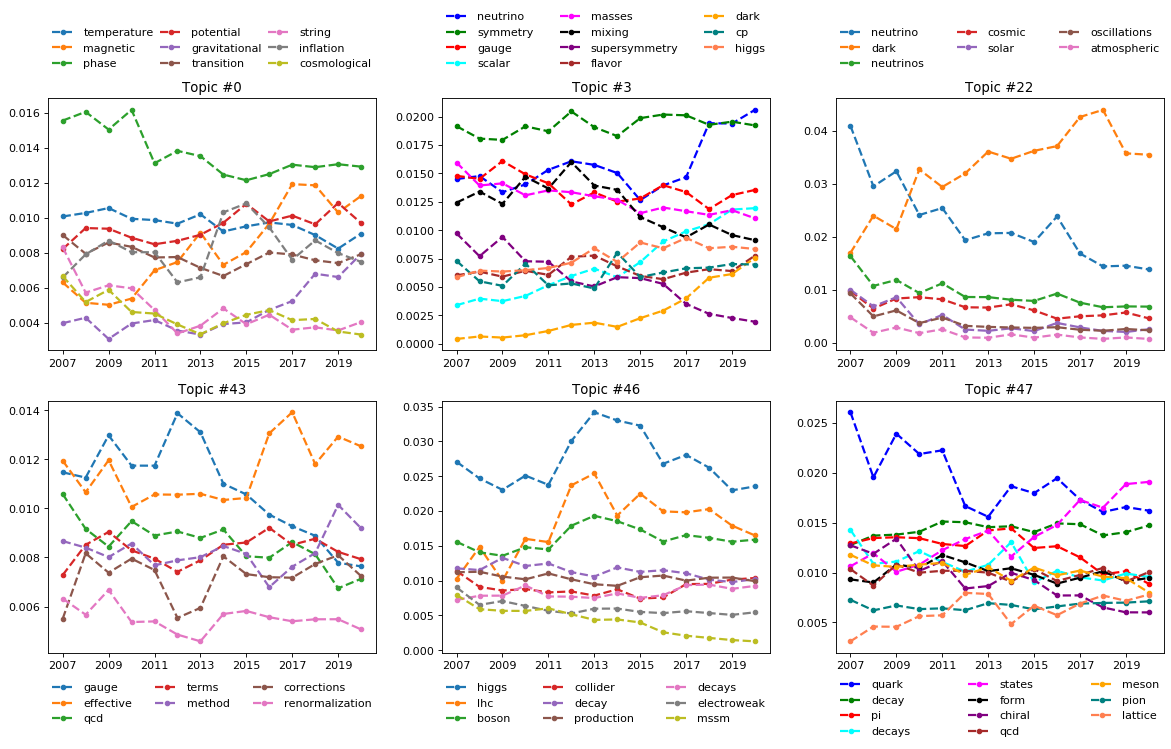 temperature potential string
magnetic gravitational inflation
phase transition cosmological
neutrino masses dark
symmetry mixing cp
gauge supersymmetry higgs
scalar flavor
neutrino cosmic oscillations
dark solar atmospheric
neutrinos
Topic #0
0.016
0.014
0.012
0.010
0.008
0.006
0.004
2007 2009 2011 2013 2015 2017 2019
Topic #3
0.0200
0.0175
0.0150
0.0125
0.0100
0.0075
0.0050
0.0025
0.0000
2007 2009 2011 2013 2015 2017 2019
Topic #22
0.04
0.03
0.02
0.01
0.00
2007 2009 2011 2013 2015 2017 2019
Topic #43
0.014
0.012
0.010
0.008
0.006
2007 2009 2011 2013 2015 2017 2019
gauge terms corrections
effective method renormalization
qcd
Topic #46
0.035
0.030
0.025
0.020
0.015
0.010
0.005
0.000
2007 2009 2011 2013 2015 2017 2019
higgs collider decays
lhc decay electroweak
boson production mssm
Topic #47
0.025
0.020
0.015
0.010
0.005
2007 2009 2011 2013 2015 2017 2019
quark states meson
decay form pion
pi chiral lattice
decays qcd